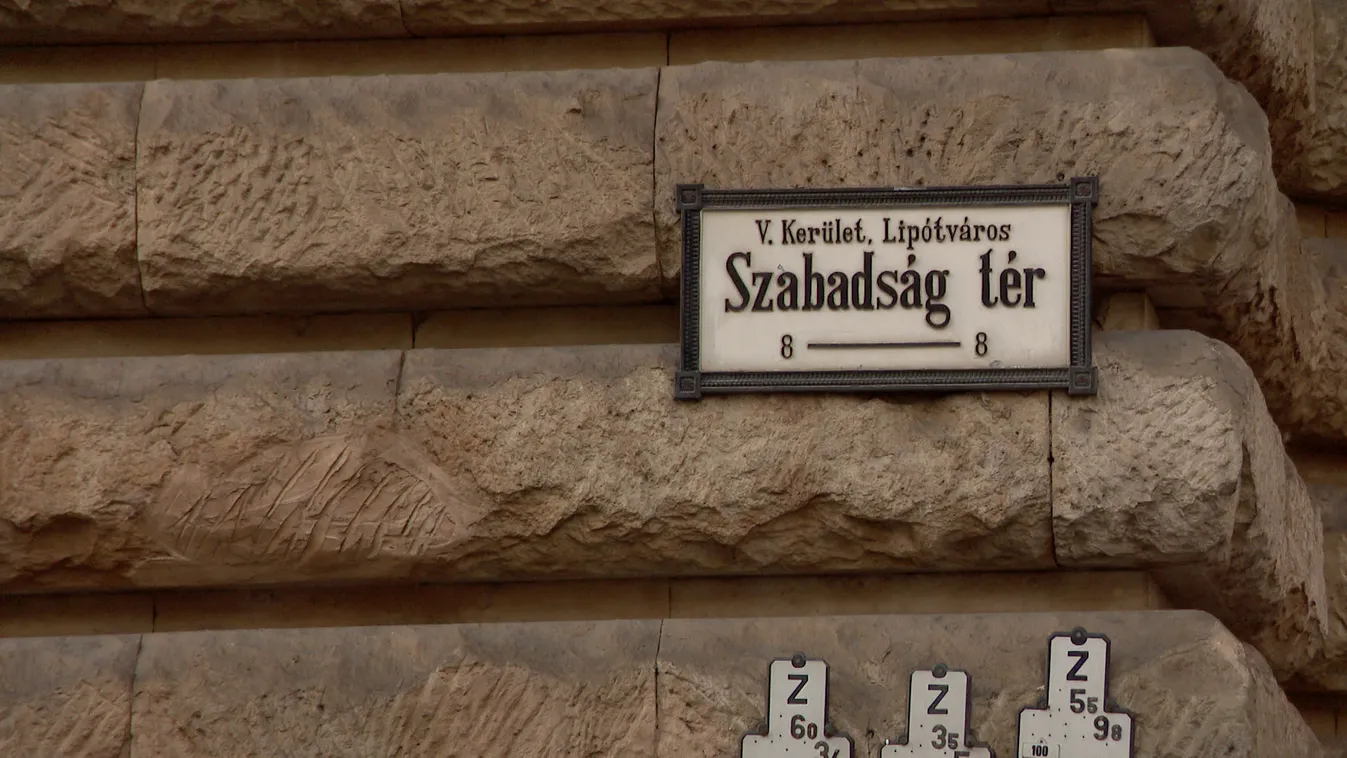 V. Kerület, Lipótváros
Szabadság tér
8 — 8
Z
60
Z
35
Z
55
98
100